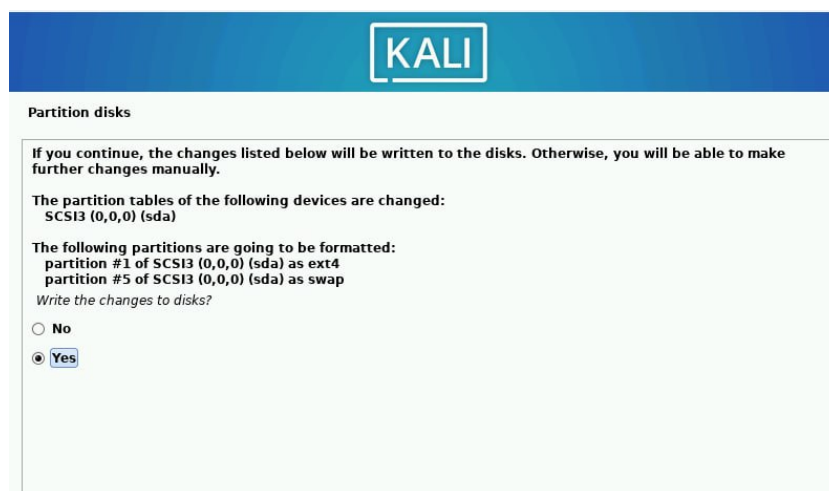 KALI
Partition disks
If you continue, the changes listed below will be written to the disks. Otherwise, you will be able to make
further changes manually.
The partition tables of the following devices are changed:
SCSI3 (0,0,0) (sda)
The following partitions are going to be formatted:
partition #1 of SCSI3 (0,0,0) (sda) as ext4
partition #5 of SCSI3 (0,0,0) (sda) as swap
Write the changes to disks?
No
Yes